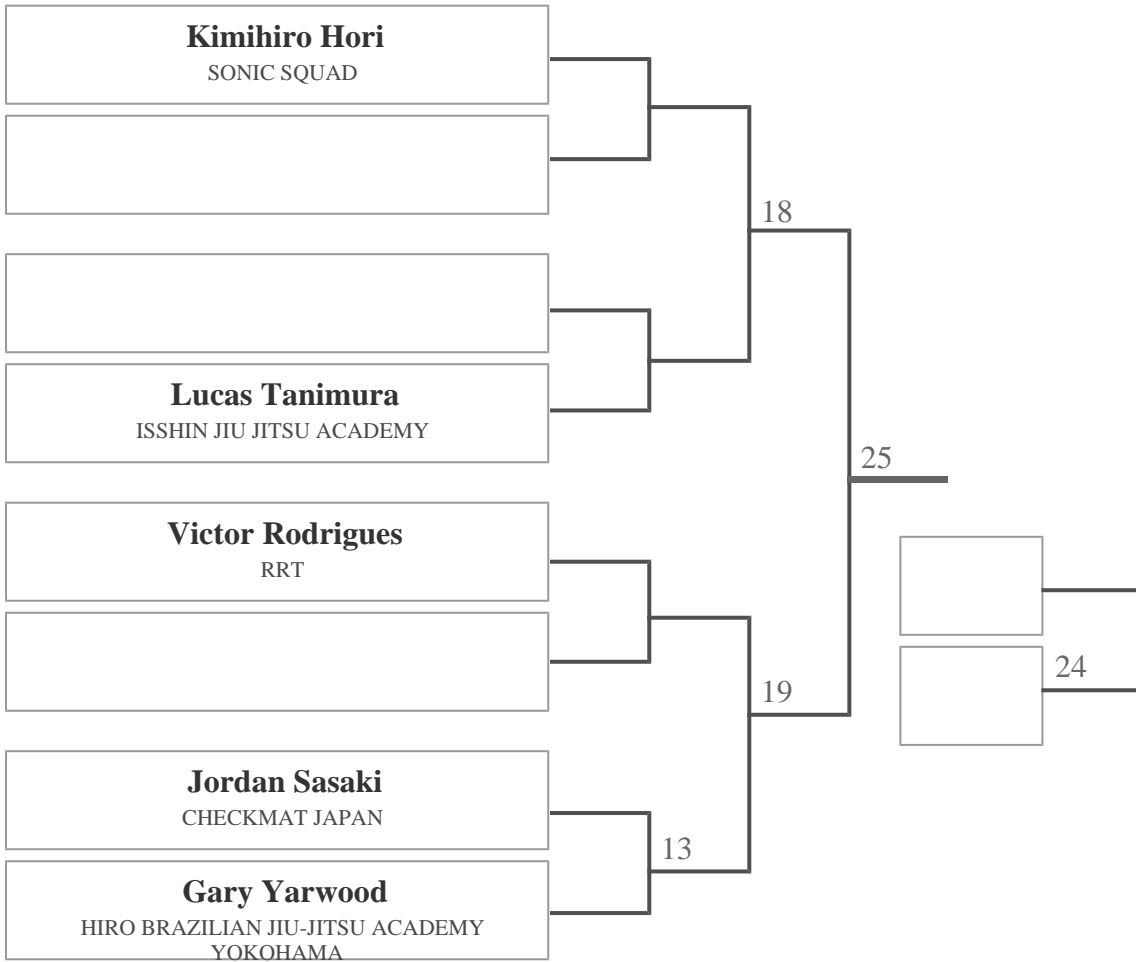 Kimihiro Hori
SONIC SQUAD
18
Lucas Tanimura
ISSHIN JIU JITSU ACADEMY
25
Victor Rodrigues
RRT
24
19
Jordan Sasaki
CHECKMAT JAPAN
13
Gary Yarwood
HIRO BRAZILIAN JIU-JITSU ACADEMY
YOKOHAMA